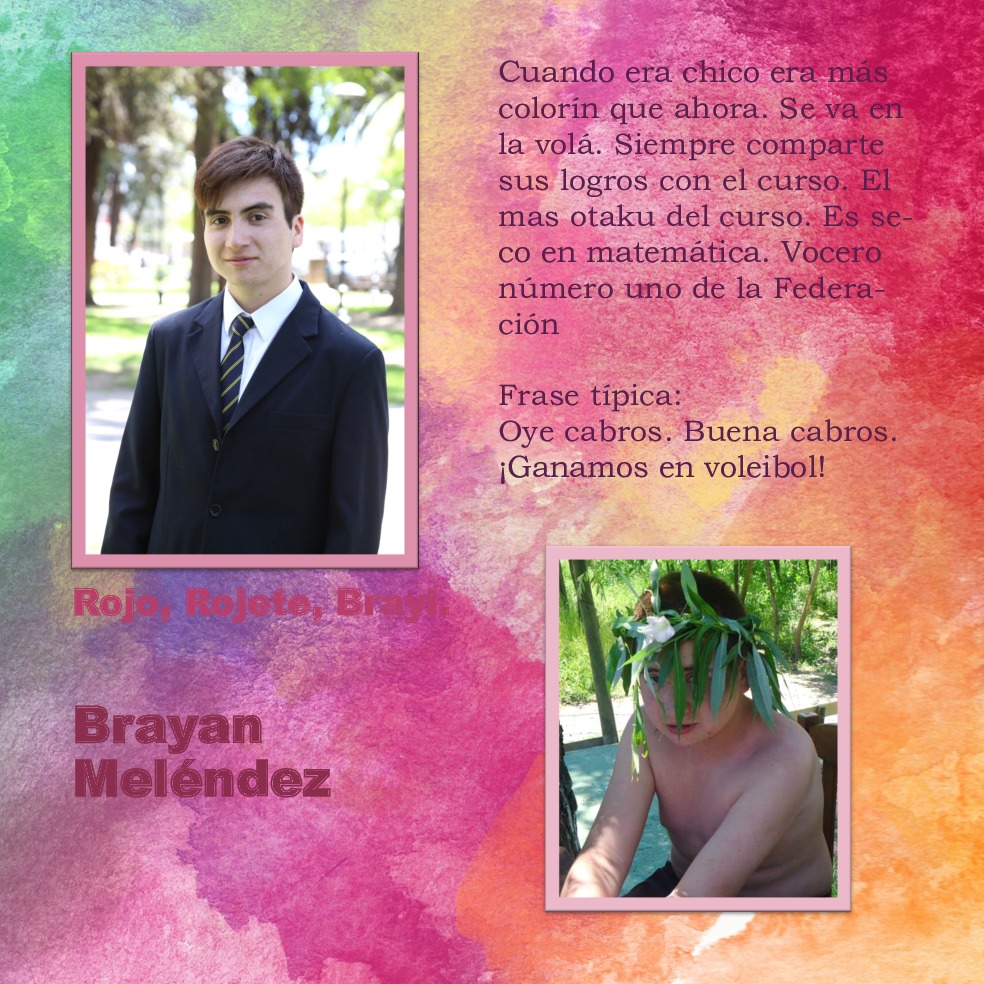 Cuando era chico era más
colorín que ahora. Se va en
la volá. Siempre comparte
sus logros con el curso. El
mas otaku del curso. Es se-
co en matemática. Vocero
número uno de la Federa-
ción
Frase típica:
Oye cabros. Buena cabros.
¡Ganamos en voleibol!
Rojo, Rojete, Brayi.
Brayan
Meléndez